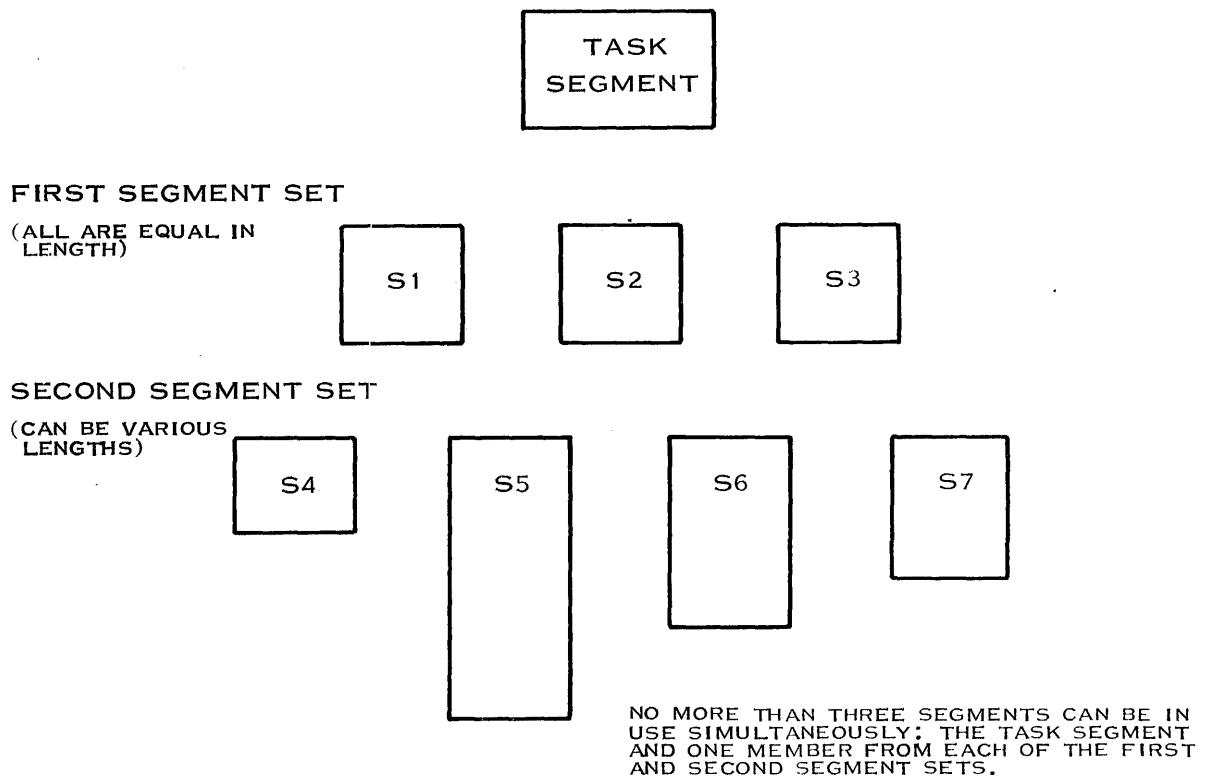 TASK
SEGMENT
FIRST SEGMENT SET
(ALL ARE EQUAL IN
LENGTH)
S1 S2 S3
SECOND SEGMENT SET
(CAN BE VARIOUS
LENGTHS)
S4 S5 S6 S7
NO MORE THAN THREE SEGMENTS CAN BE IN
USE SIMULTANEOUSLY: THE TASK SEGMENT
AND ONE MEMBER FROM EACH OF THE FIRST
AND SECOND SEGMENT SETS.